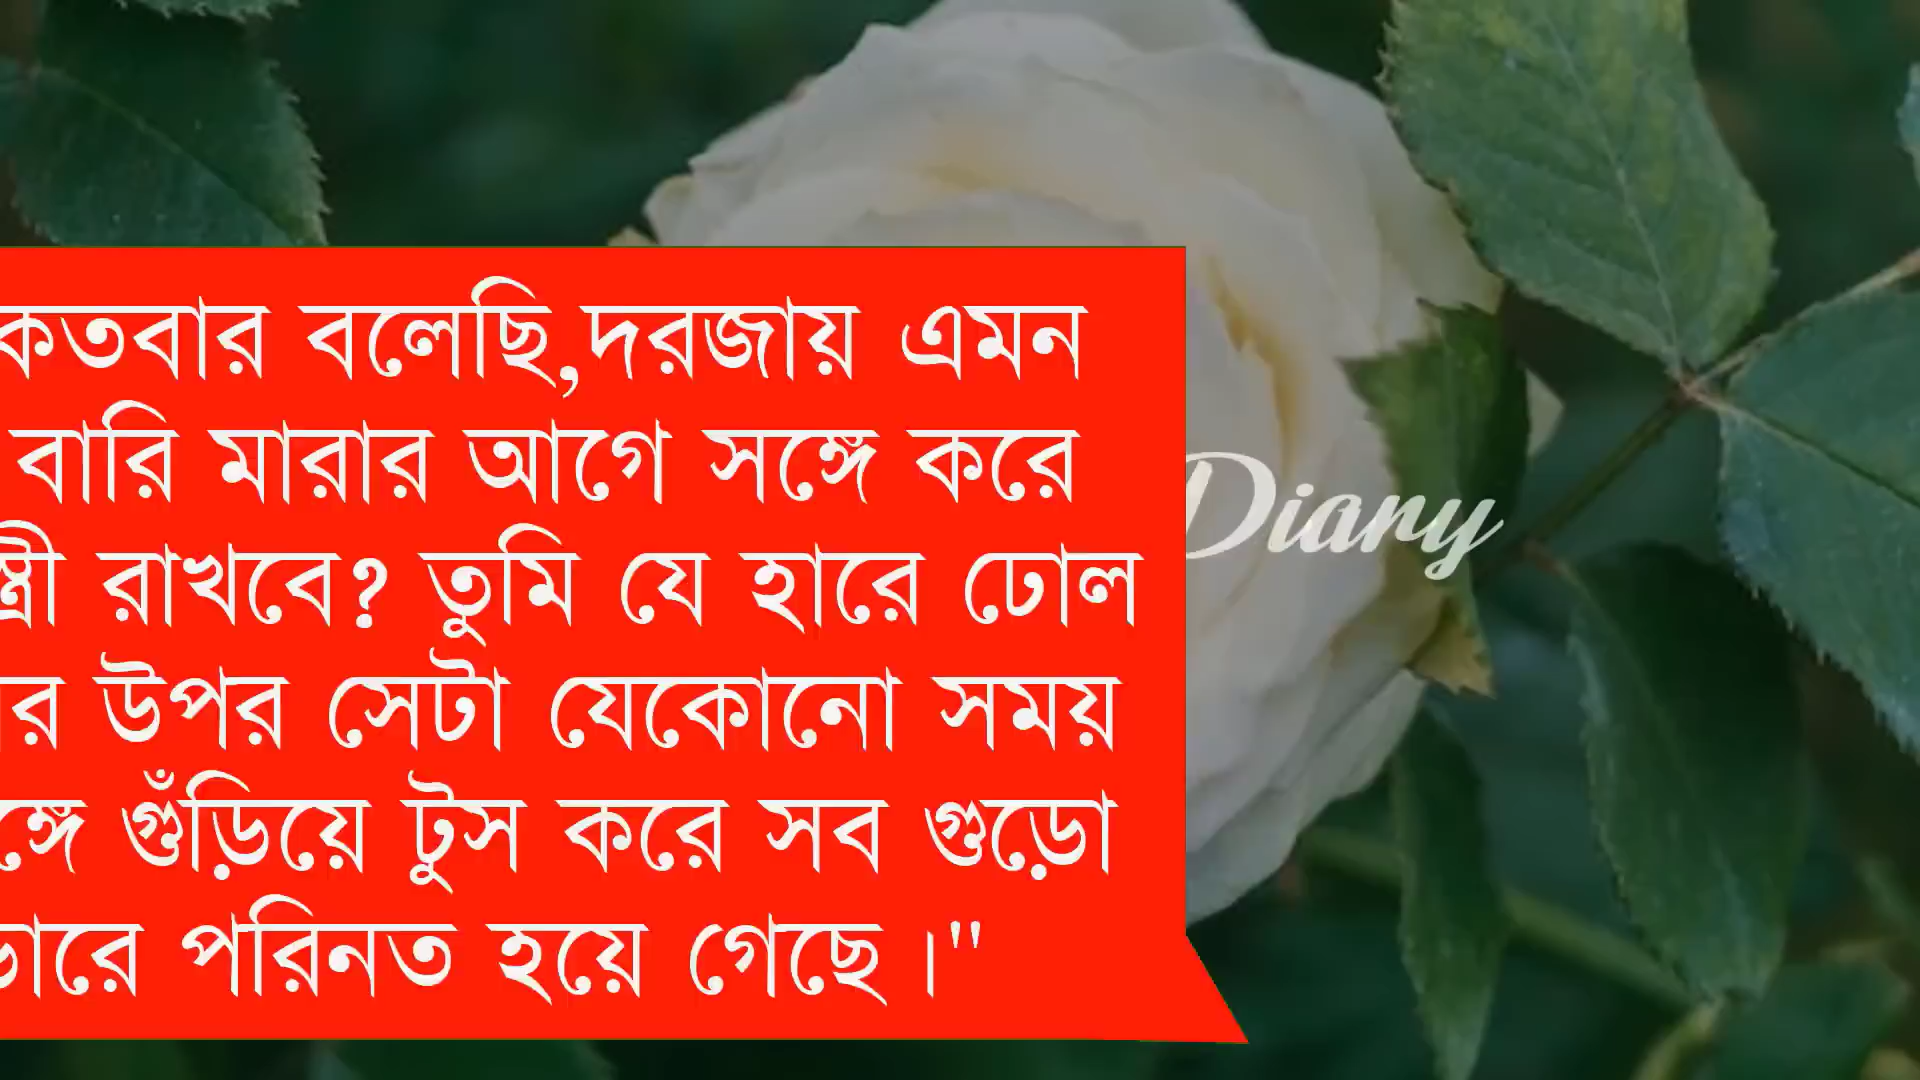 কতবার বলেছি,দরজায় এমন
বারি মারার আগে সঙ্গে করে
রাখবে? তুমি যে হারে ঢোল
উপর সেটা যেকোনো সময়
গুঁড়িয়ে টুস করে সব গুড়ো
পরিনত হয়ে গেছে।"
Diary